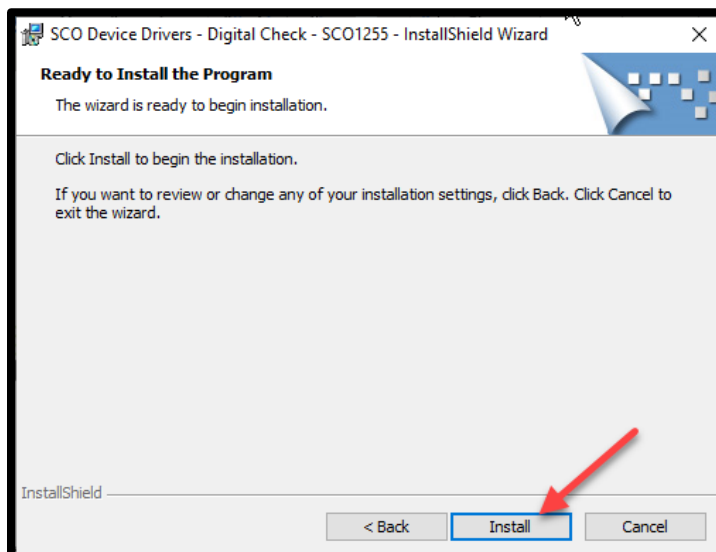 SCO Device Drivers - Digital Check - SCO1255 - InstallShield Wizard
Ready to Install the Program
The wizard is ready to begin installation.
Click Install to begin the installation.
If you want to review or change any of your installation settings, click Back. Click Cancel to
exit the wizard.
InstallShield
< Back Install Cancel